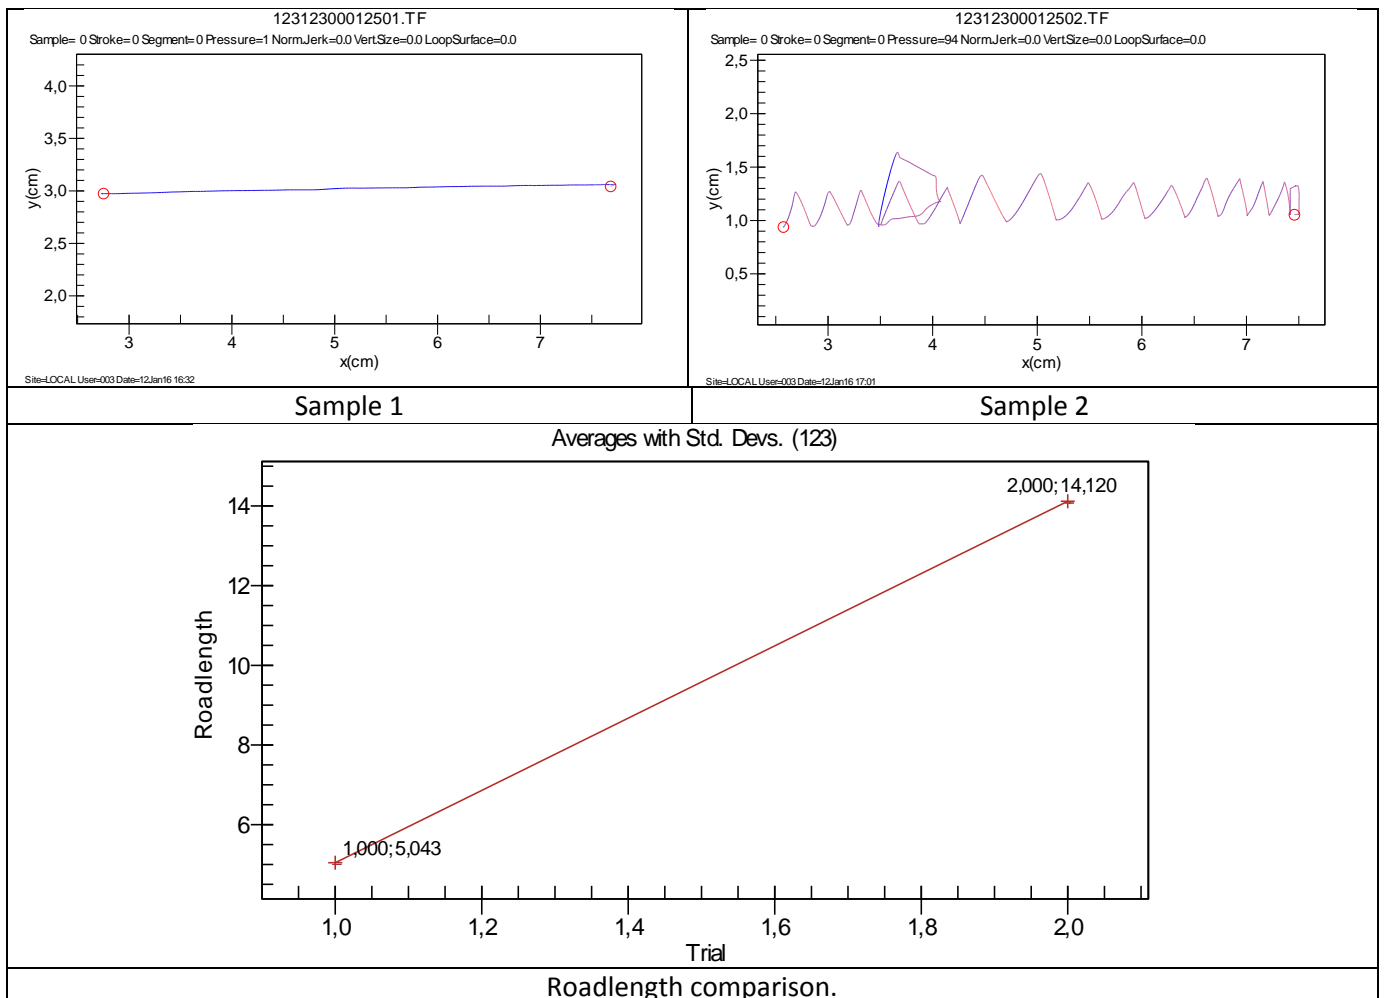 12312300012501.TF
Sample= 0 Stroke= 0 Segment= 0 Pressure=1 NormJerk=0.0 VertSize=0.0 LoopSurface=0.0
4,0
3,5
3,0
2,5
2,0
y(cm)
3 4 5 6 7
x(cm)
Site=LOCAL User=003 Date=12Jan16 16:32
12312300012502.TF
Sample= 0 Stroke= 0 Segment= 0 Pressure=94 NormJerk=0.0 VertSize=0.0 LoopSurface=0.0
2,5
2,0
1,5
1,0
0,5
y(cm)
3 4 5 6 7
x(cm)
Site=LOCAL User=003 Date=12Jan16 17:01
Sample 1
Sample 2
Averages with Std. Devs. (123)
2,000;14,120
14
12
10
8
6
Roadlength
1,000;5,043
1,0 1,2 1,4 1,6 1,8 2,0
Trial
Roadlength comparison.